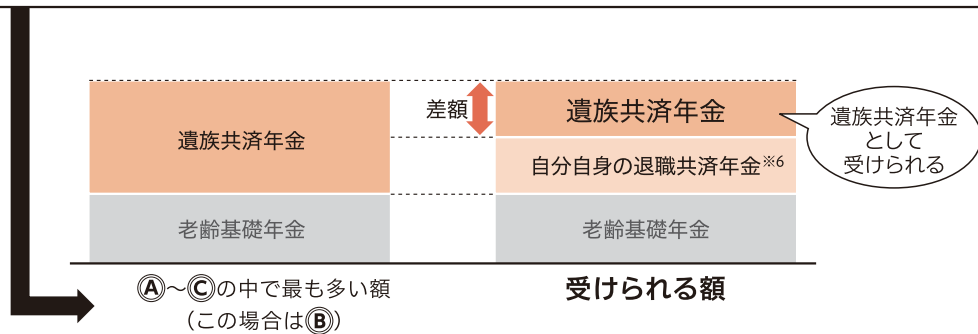 遺族共済年金
老齢基礎年金
Ⓐ～Ⓒの中で最も多い額
（この場合はⒷ）
差額
遺族共済年金
自分自身の退職共済年金※6
老齢基礎年金
受けられる額
遺族共済年金
として
受けられる